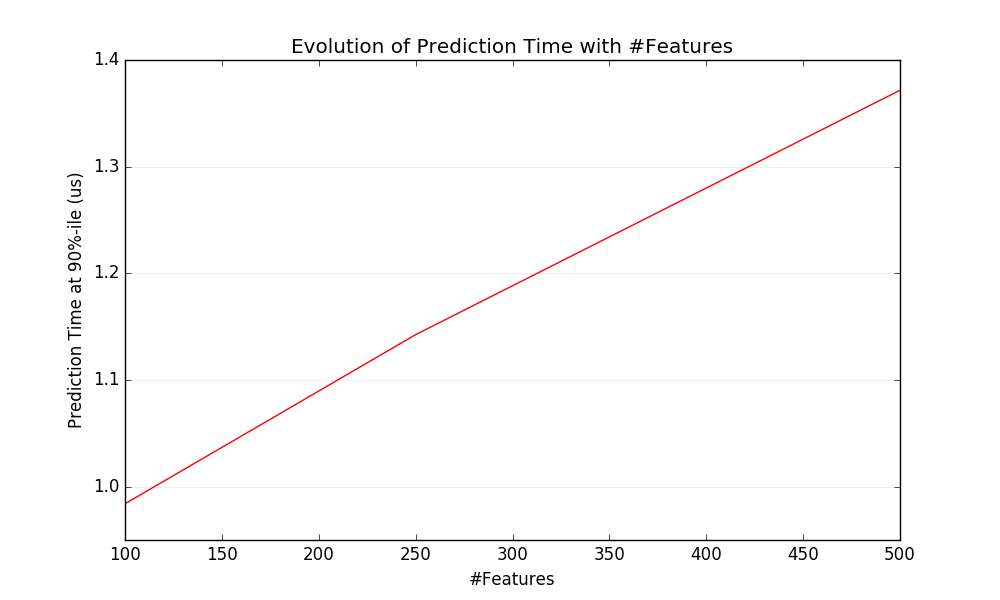 Evolution of Prediction Time with #Features
1.4
1.3
1.2
1.1
1.0
Prediction Time at 90%-ile (us)
100 150 200 250 300 350 400 450 500
#Features